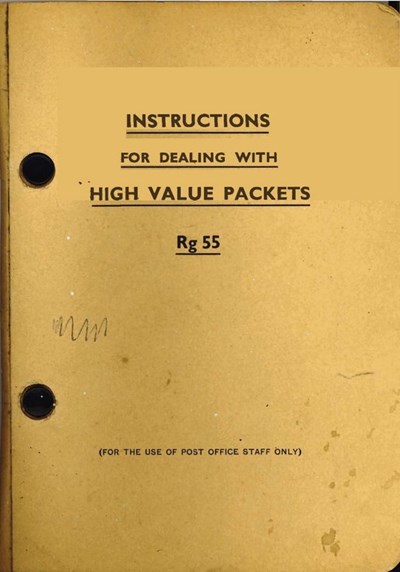 INSTRUCTIONS
FOR DEALING WITH
HIGH VALUE PACKETS
Rg 55
(FOR THE USE OF POST OFFICE STAFF ONLY)